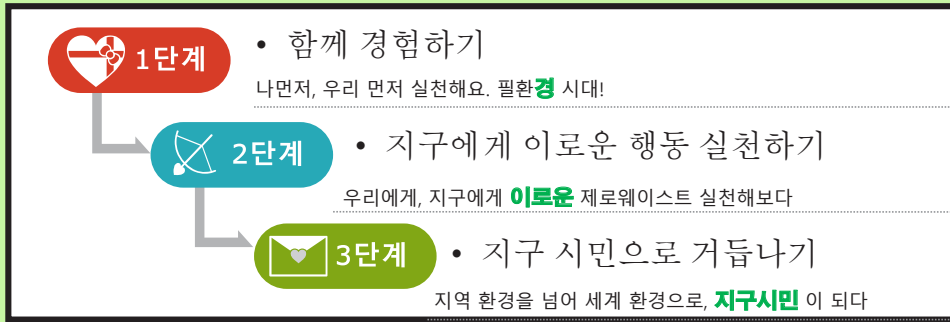 1단계
• 함께 경험하기
나먼저, 우리 먼저 실천해요. 필환경 시대!
2단계
• 지구에게 이로운 행동 실천하기
우리에게, 지구에게 이로운 제로웨이스트 실천해보다
3단계
• 지구 시민으로 거듭나기
지역 환경을 넘어 세계 환경으로, 지구시민 이 되다